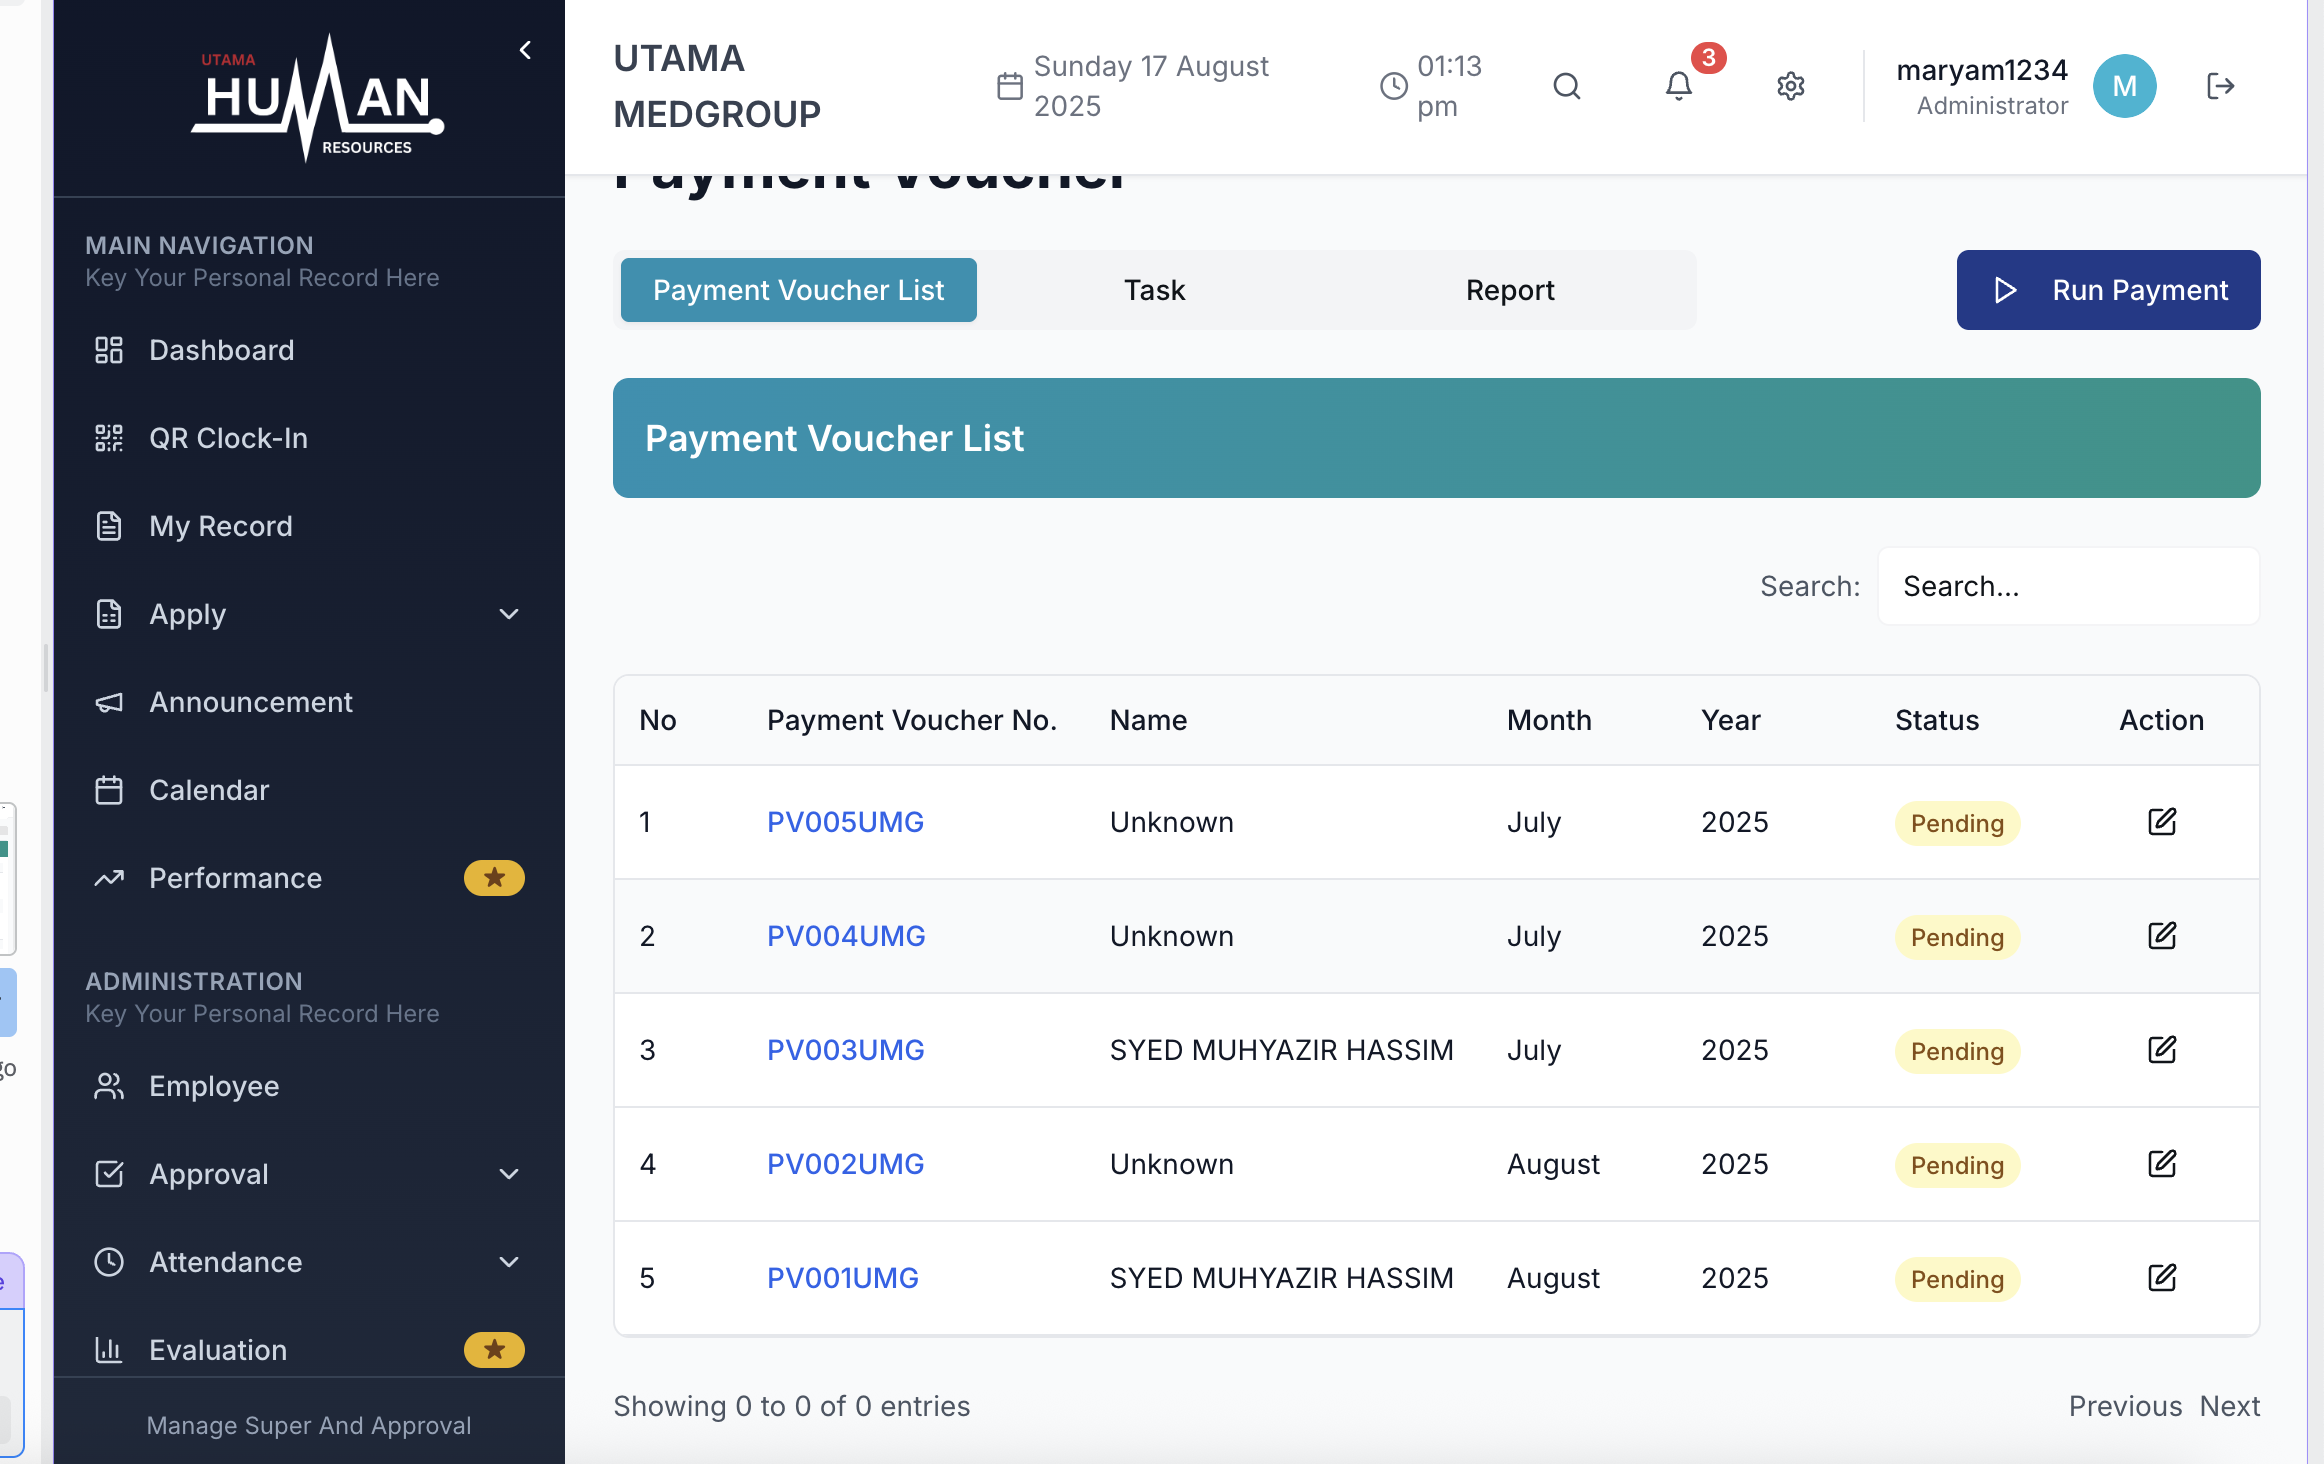 UTAMA
HUMAN
RESOURCES
MAIN NAVIGATION
Key Your Personal Record Here
Dashboard
QR Clock-In
My Record
Apply
Announcement
Calendar
Performance
ADMINISTRATION
Key Your Personal Record Here
Employee
Approval
Attendance
Evaluation
Manage Super And Approval
UTAMA
MEDGROUP
Sunday 17 August
2025
01:13
pm
3
maryam1234
Administrator
M
Payment Voucher
Payment Voucher List
Task
Report
Run Payment
Payment Voucher List
Search:
Search...
No Payment Voucher No. Name Month Year Status Action
1 PV005UMG Unknown July 2025 Pending
2 PV004UMG Unknown July 2025 Pending
3 PV003UMG SYED MUHYAZIR HASSIM July 2025 Pending
4 PV002UMG Unknown August 2025 Pending
5 PV001UMG SYED MUHYAZIR HASSIM August 2025 Pending
Showing 0 to 0 of 0 entries
Previous Next